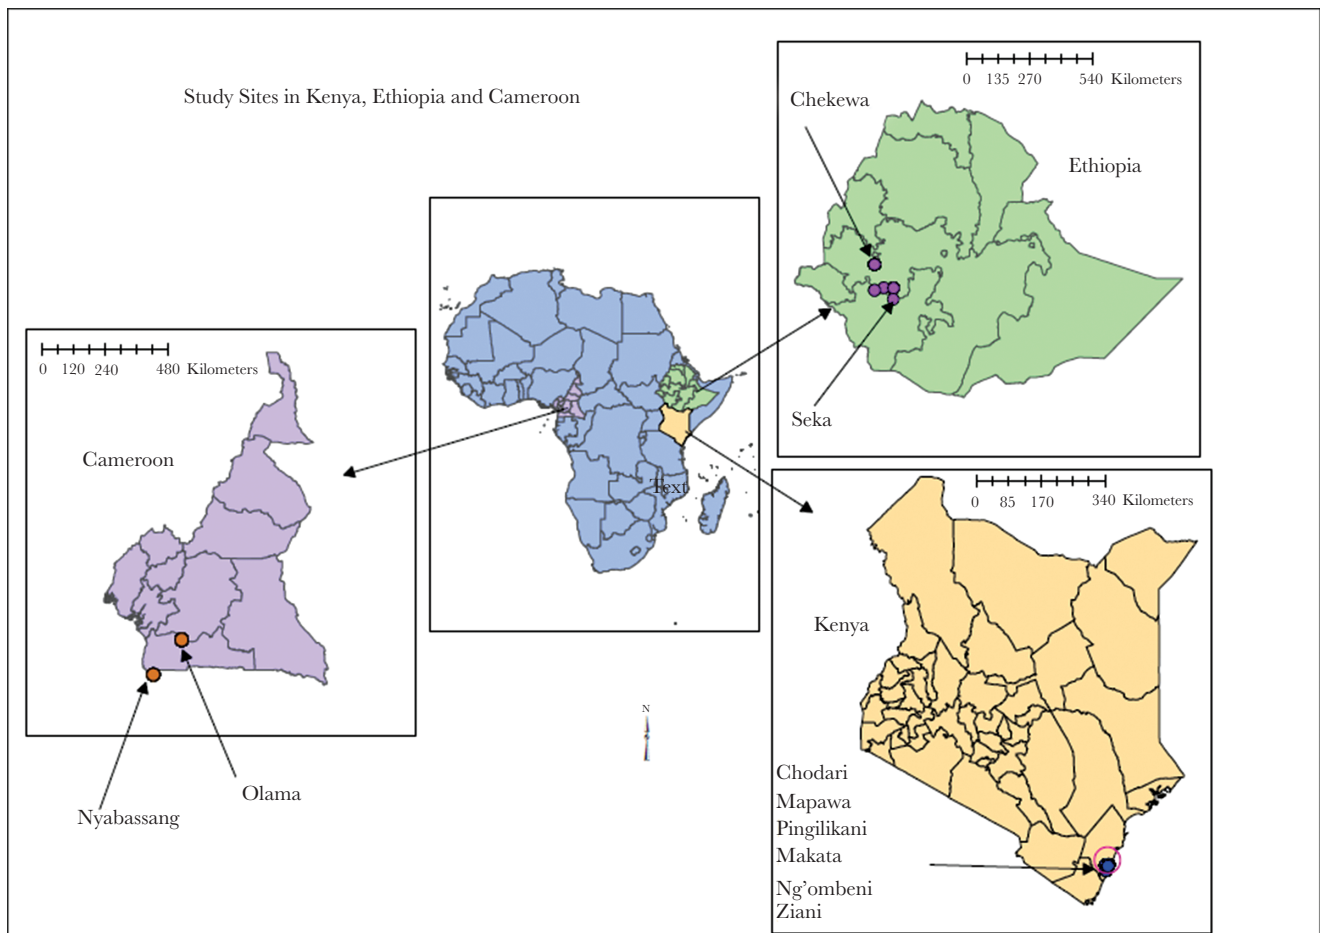 Study Sites in Kenya, Ethiopia and Cameroon
0 135 270 540 Kilometers
Chekewa
Ethiopia
Seka
0 120 240 480 Kilometers
Cameroon
Olama
Nyabassang
Text
N
0 85 170 340 Kilometers
Kenya
Chodari
Mapawa
Pingilikani
Makata
Ng'ombeni
Ziani